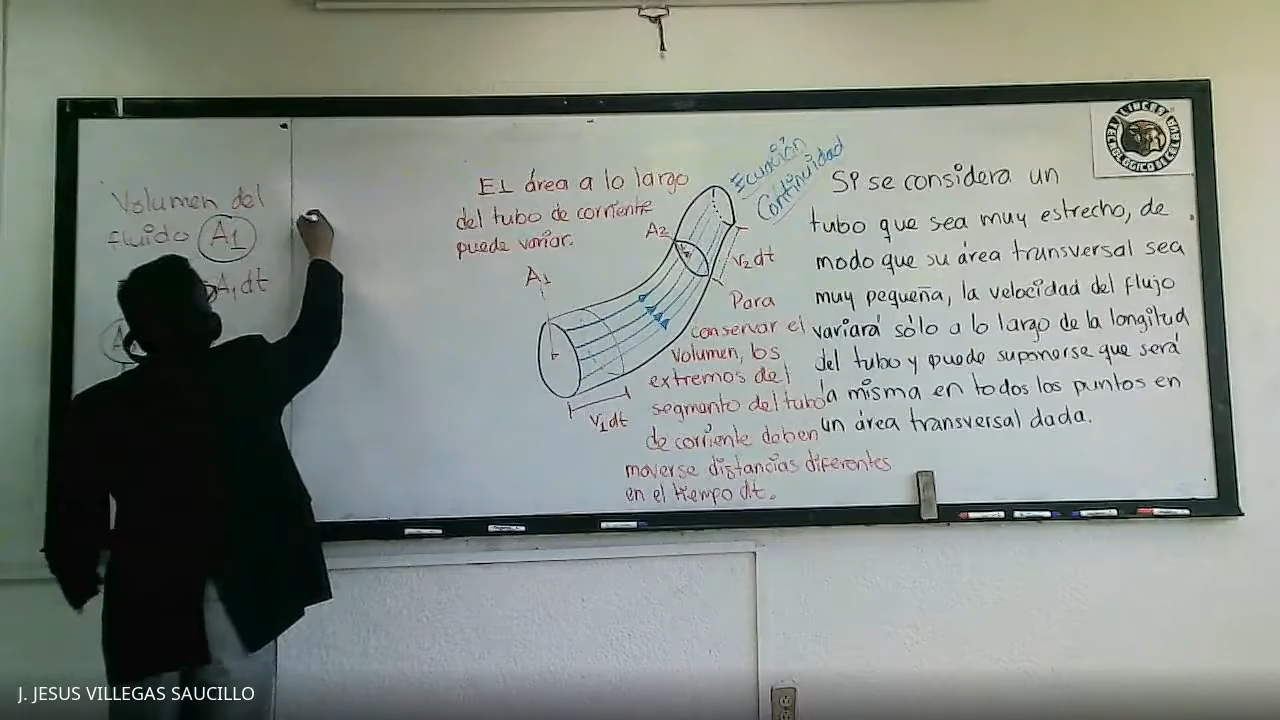 Volumen del
fluido A1
A1dt
El área a lo largo
del tubo de corriente
puede variar.
Ecuación
Continuidad
A1
A2
v2dt
v1dt
Para
conservar el
volumen, los
extremos del
segmento del tubo
de corriente deben
moverse distancias diferentes
en el tiempo dt.
Si se considera un
tubo que sea muy estrecho, de
modo que su área transversal sea
muy pequeña, la velocidad del flujo
variará sólo a lo largo de la longitud
del tubo y puede suponerse que será
la misma en todos los puntos en
un área transversal dada.
LINCES
TECNOLÓGICO
J. JESUS VILLEGAS SAUCILLO